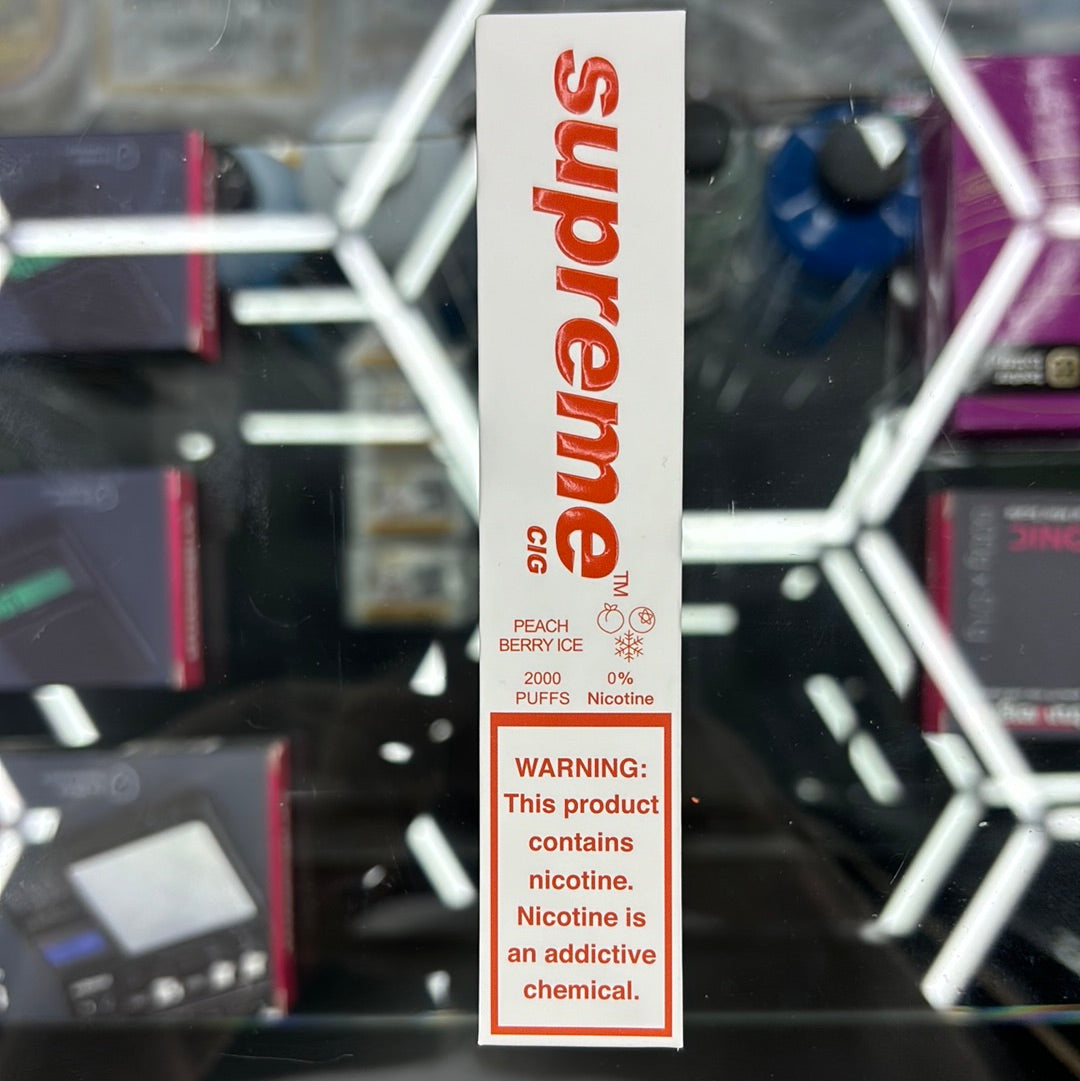 supreme
TM
CIG
PEACH
BERRY ICE
2000
PUFFS
0%
Nicotine
WARNING:
This product
contains
nicotine.
Nicotine is
an addictive
chemical.